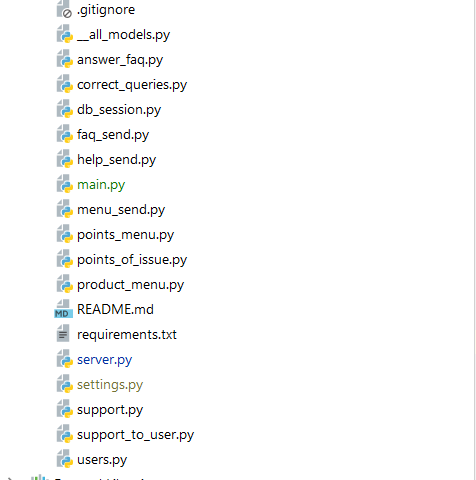 .gitignore
__all_models.py
answer_faq.py
correct_queries.py
db_session.py
faq_send.py
help_send.py
main.py
menu_send.py
points_menu.py
points_of_issue.py
product_menu.py
MD README.md
requirements.txt
server.py
settings.py
support.py
support_to_user.py
users.py